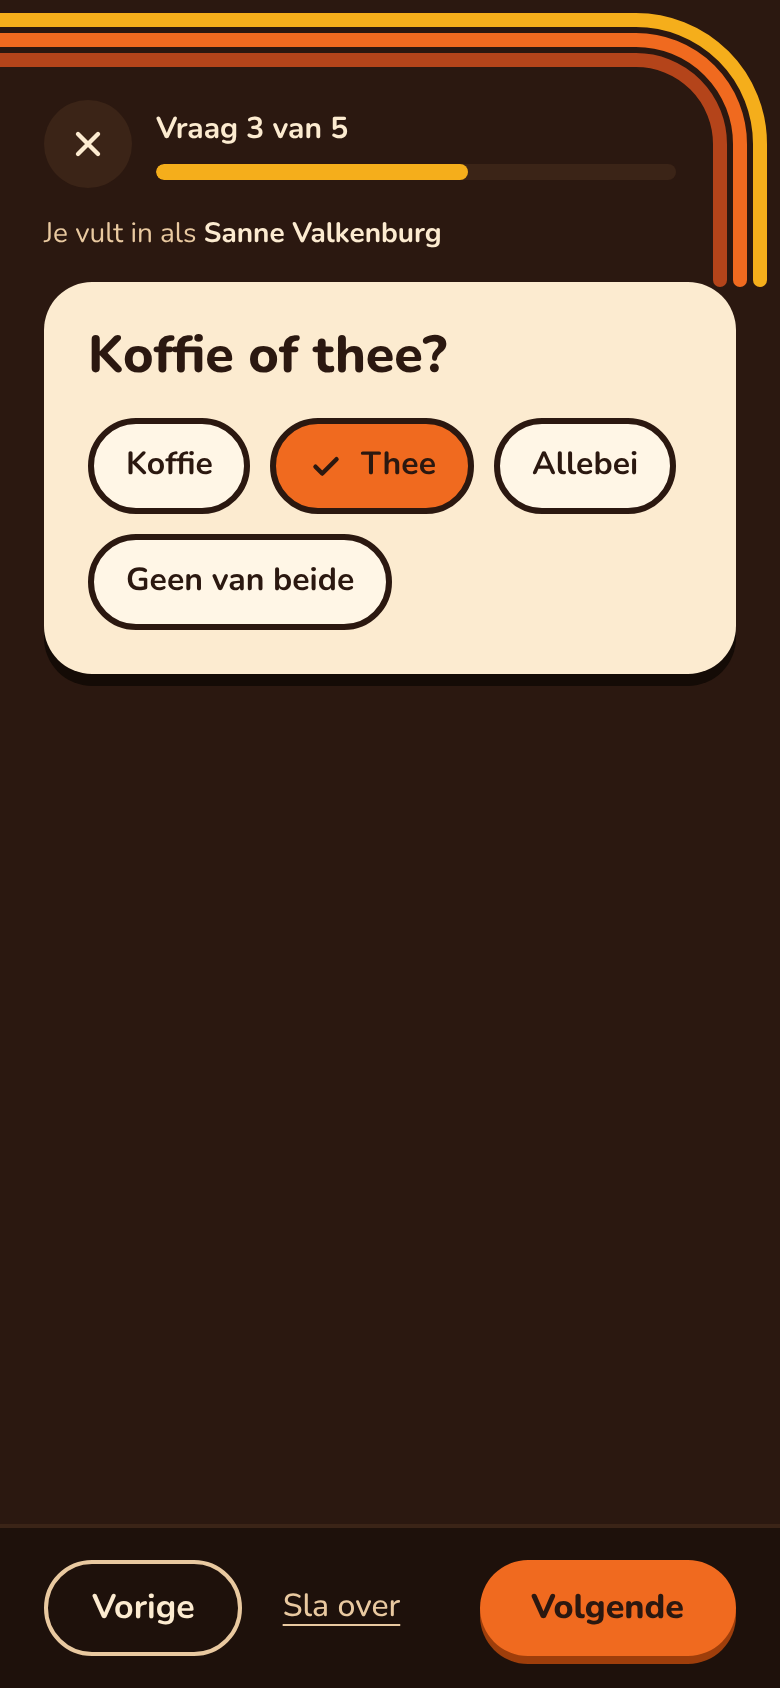 Vraag 3 van 5
Je vult in als Sanne Valkenburg
Koffie of thee?
Koffie
Thee
Allebei
Geen van beide
Vorige
Sla over
Volgende